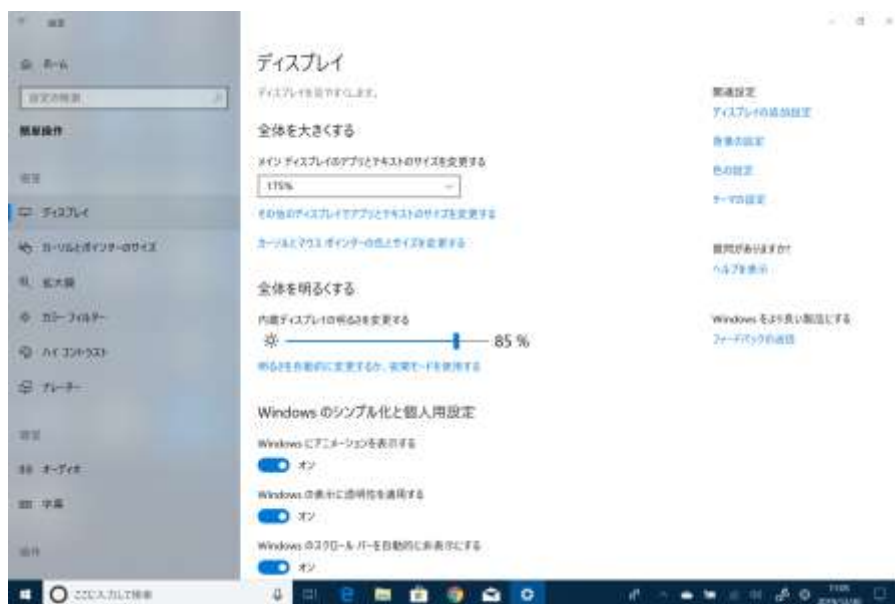 設定
ホーム
設定の検索
簡単操作
視覚
ディスプレイ
カーソルとポインターのサイズ
拡大鏡
カラー フィルター
ハイ コントラスト
ナレーター
聴覚
オーディオ
字幕
操作
ディスプレイ
ディスプレイを見やすくします。
全体を大きくする
メイン ディスプレイのアプリとテキストのサイズを変更する
175%
その他のディスプレイでアプリとテキストのサイズを変更する
カーソルとマウス ポインターの色とサイズを変更する
全体を明るくする
内蔵ディスプレイの明るさを変更する
85 %
明るさを自動的に変更するか、夜間モードを使用する
Windows のシンプル化と個人用設定
Windows にアニメーションを表示する
オン
Windows の表示に透明性を適用する
オン
Windows のスクロール バーを自動的に非表示にする
オン
関連設定
ディスプレイの追加設定
背景の設定
色の設定
テーマの設定
質問がありますか?
ヘルプを表示
Windows をより良い製品にする
フィードバックの送信
ここに入力して検索